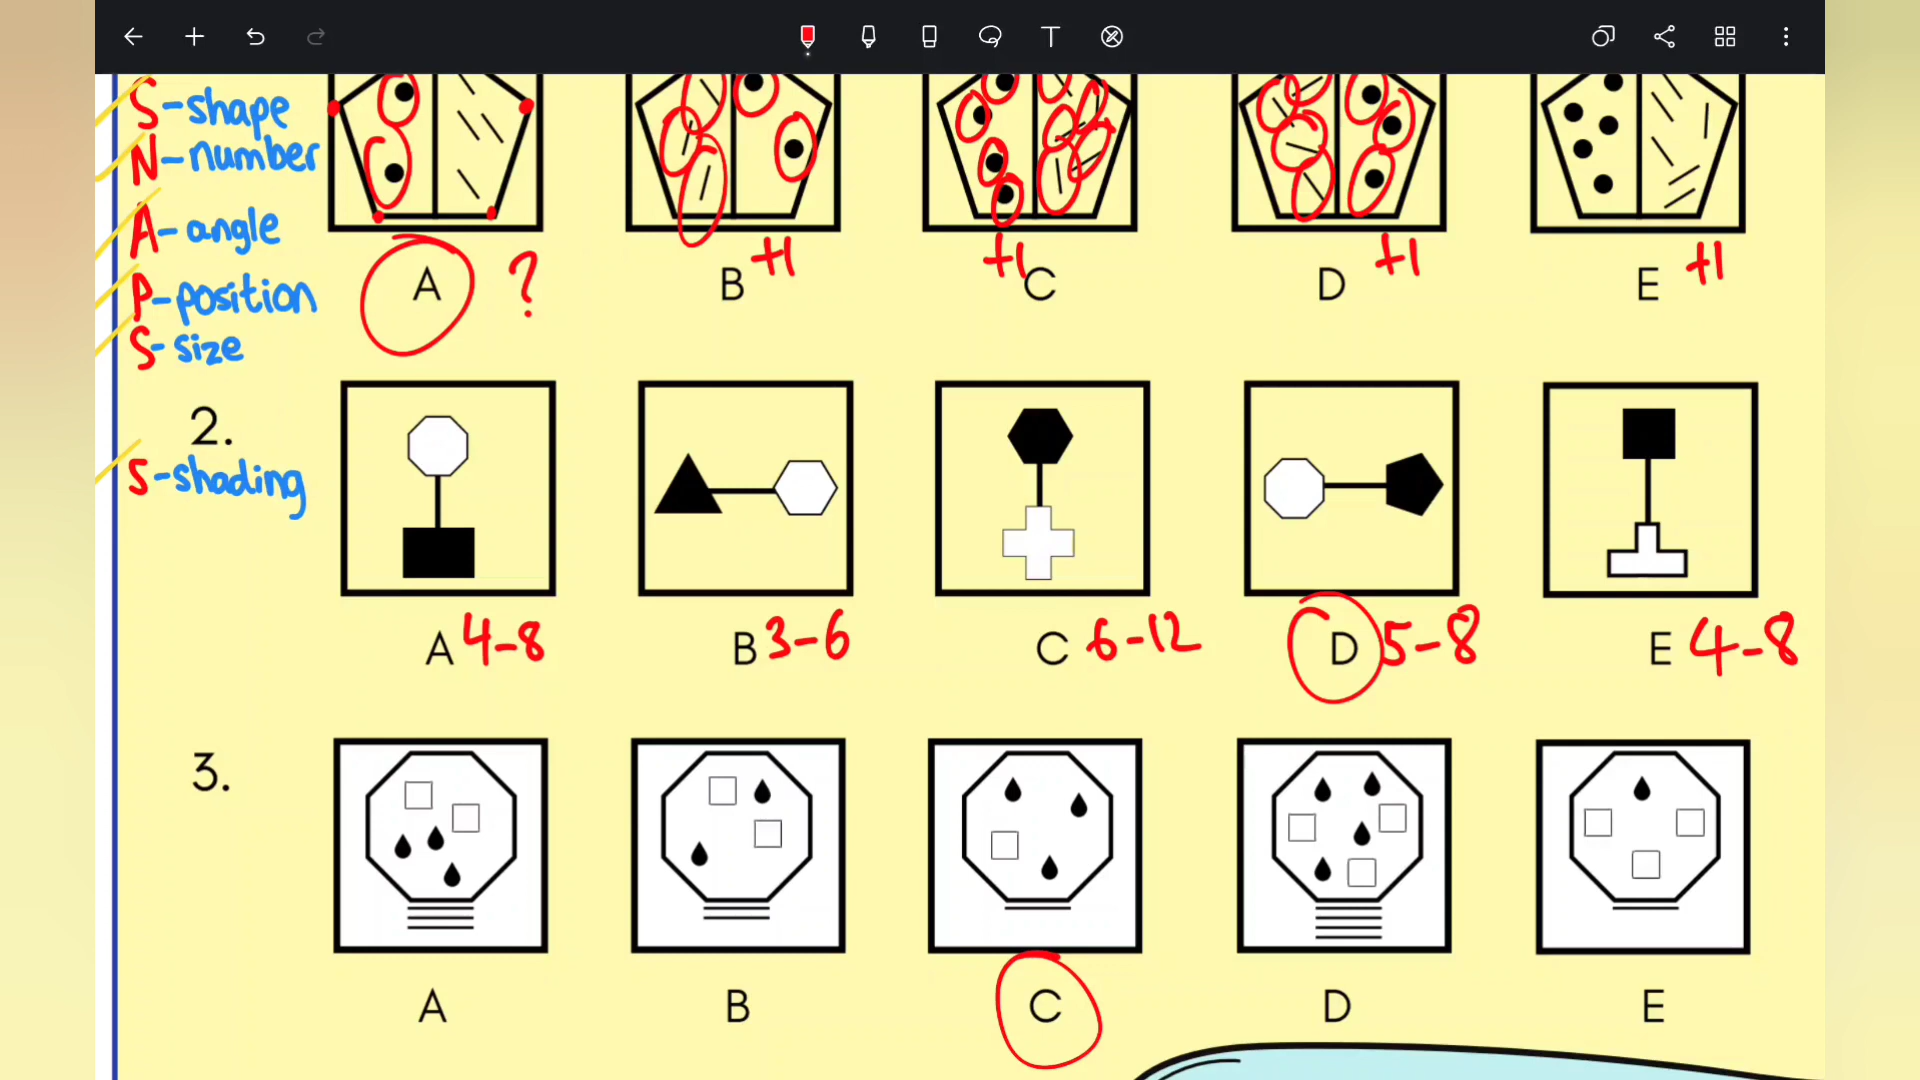 S-shape
N-number
A-angle
P-position
S-size
A ? B +1 +1 C D +1 E +1
2.
S-shading
A 4-8 B 3-6 C 6-12 D 5-8 E 4-8
3.
A B C D E